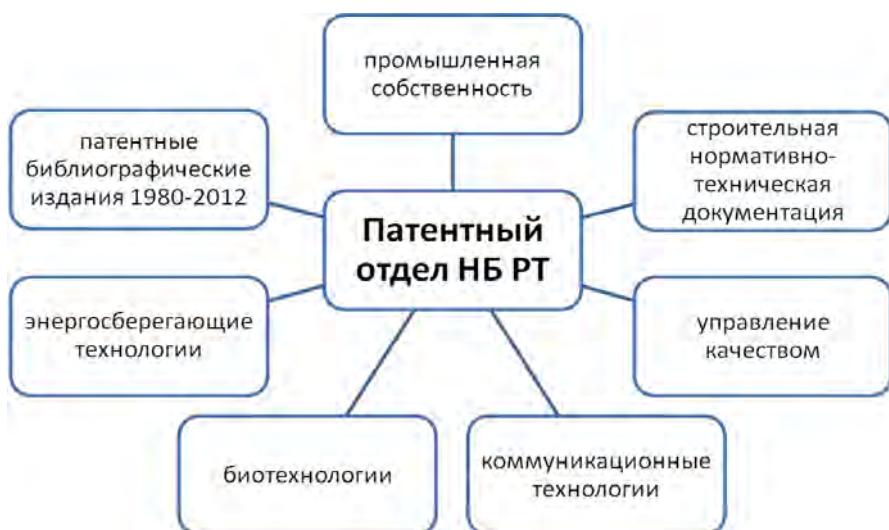 промышленная
собственность
патентные
библиографические
издания 1980-2012
строительная
нормативно-
техническая
документация
Патентный
отдел НБ РТ
энергосберегающие
технологии
управление
качеством
биотехнологии
коммуникационные
технологии